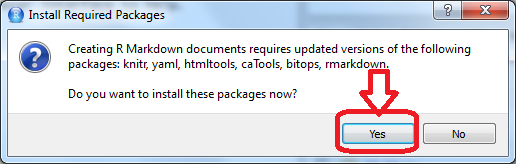 Install Required Packages
Creating R Markdown documents requires updated versions of the following
packages: knitr, yaml, htmltools, caTools, bitops, rmarkdown.
Do you want to install these packages now?
Yes
No